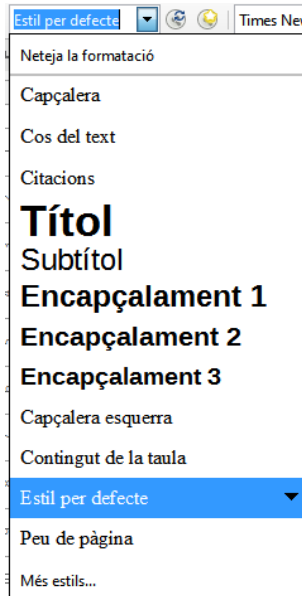 Estil per defecte Times New
Neteja la formatació
Capçalera
Cos del text
Citacions
Títol
Subtítol
Encapçalament 1
Encapçalament 2
Encapçalament 3
Capçalera esquerra
Contingut de la taula
Estil per defecte
Peu de pàgina
Més estils...